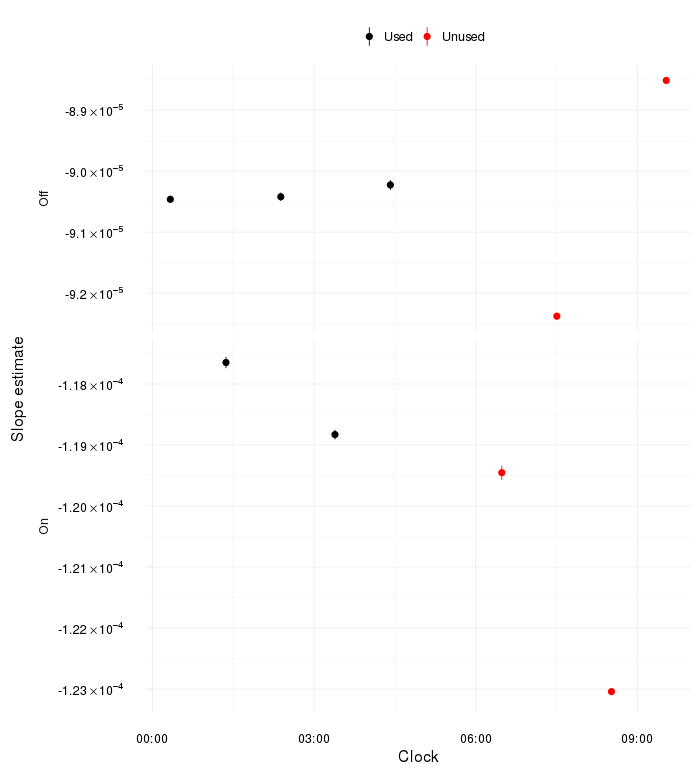 Used Unused
-8.9×10⁻⁵
-9.0×10⁻⁵
-9.1×10⁻⁵
-9.2×10⁻⁵
Off
-1.18×10⁻⁴
-1.19×10⁻⁴
-1.20×10⁻⁴
-1.21×10⁻⁴
-1.22×10⁻⁴
-1.23×10⁻⁴
On
Slope estimate
00:00 03:00 06:00 09:00
Clock